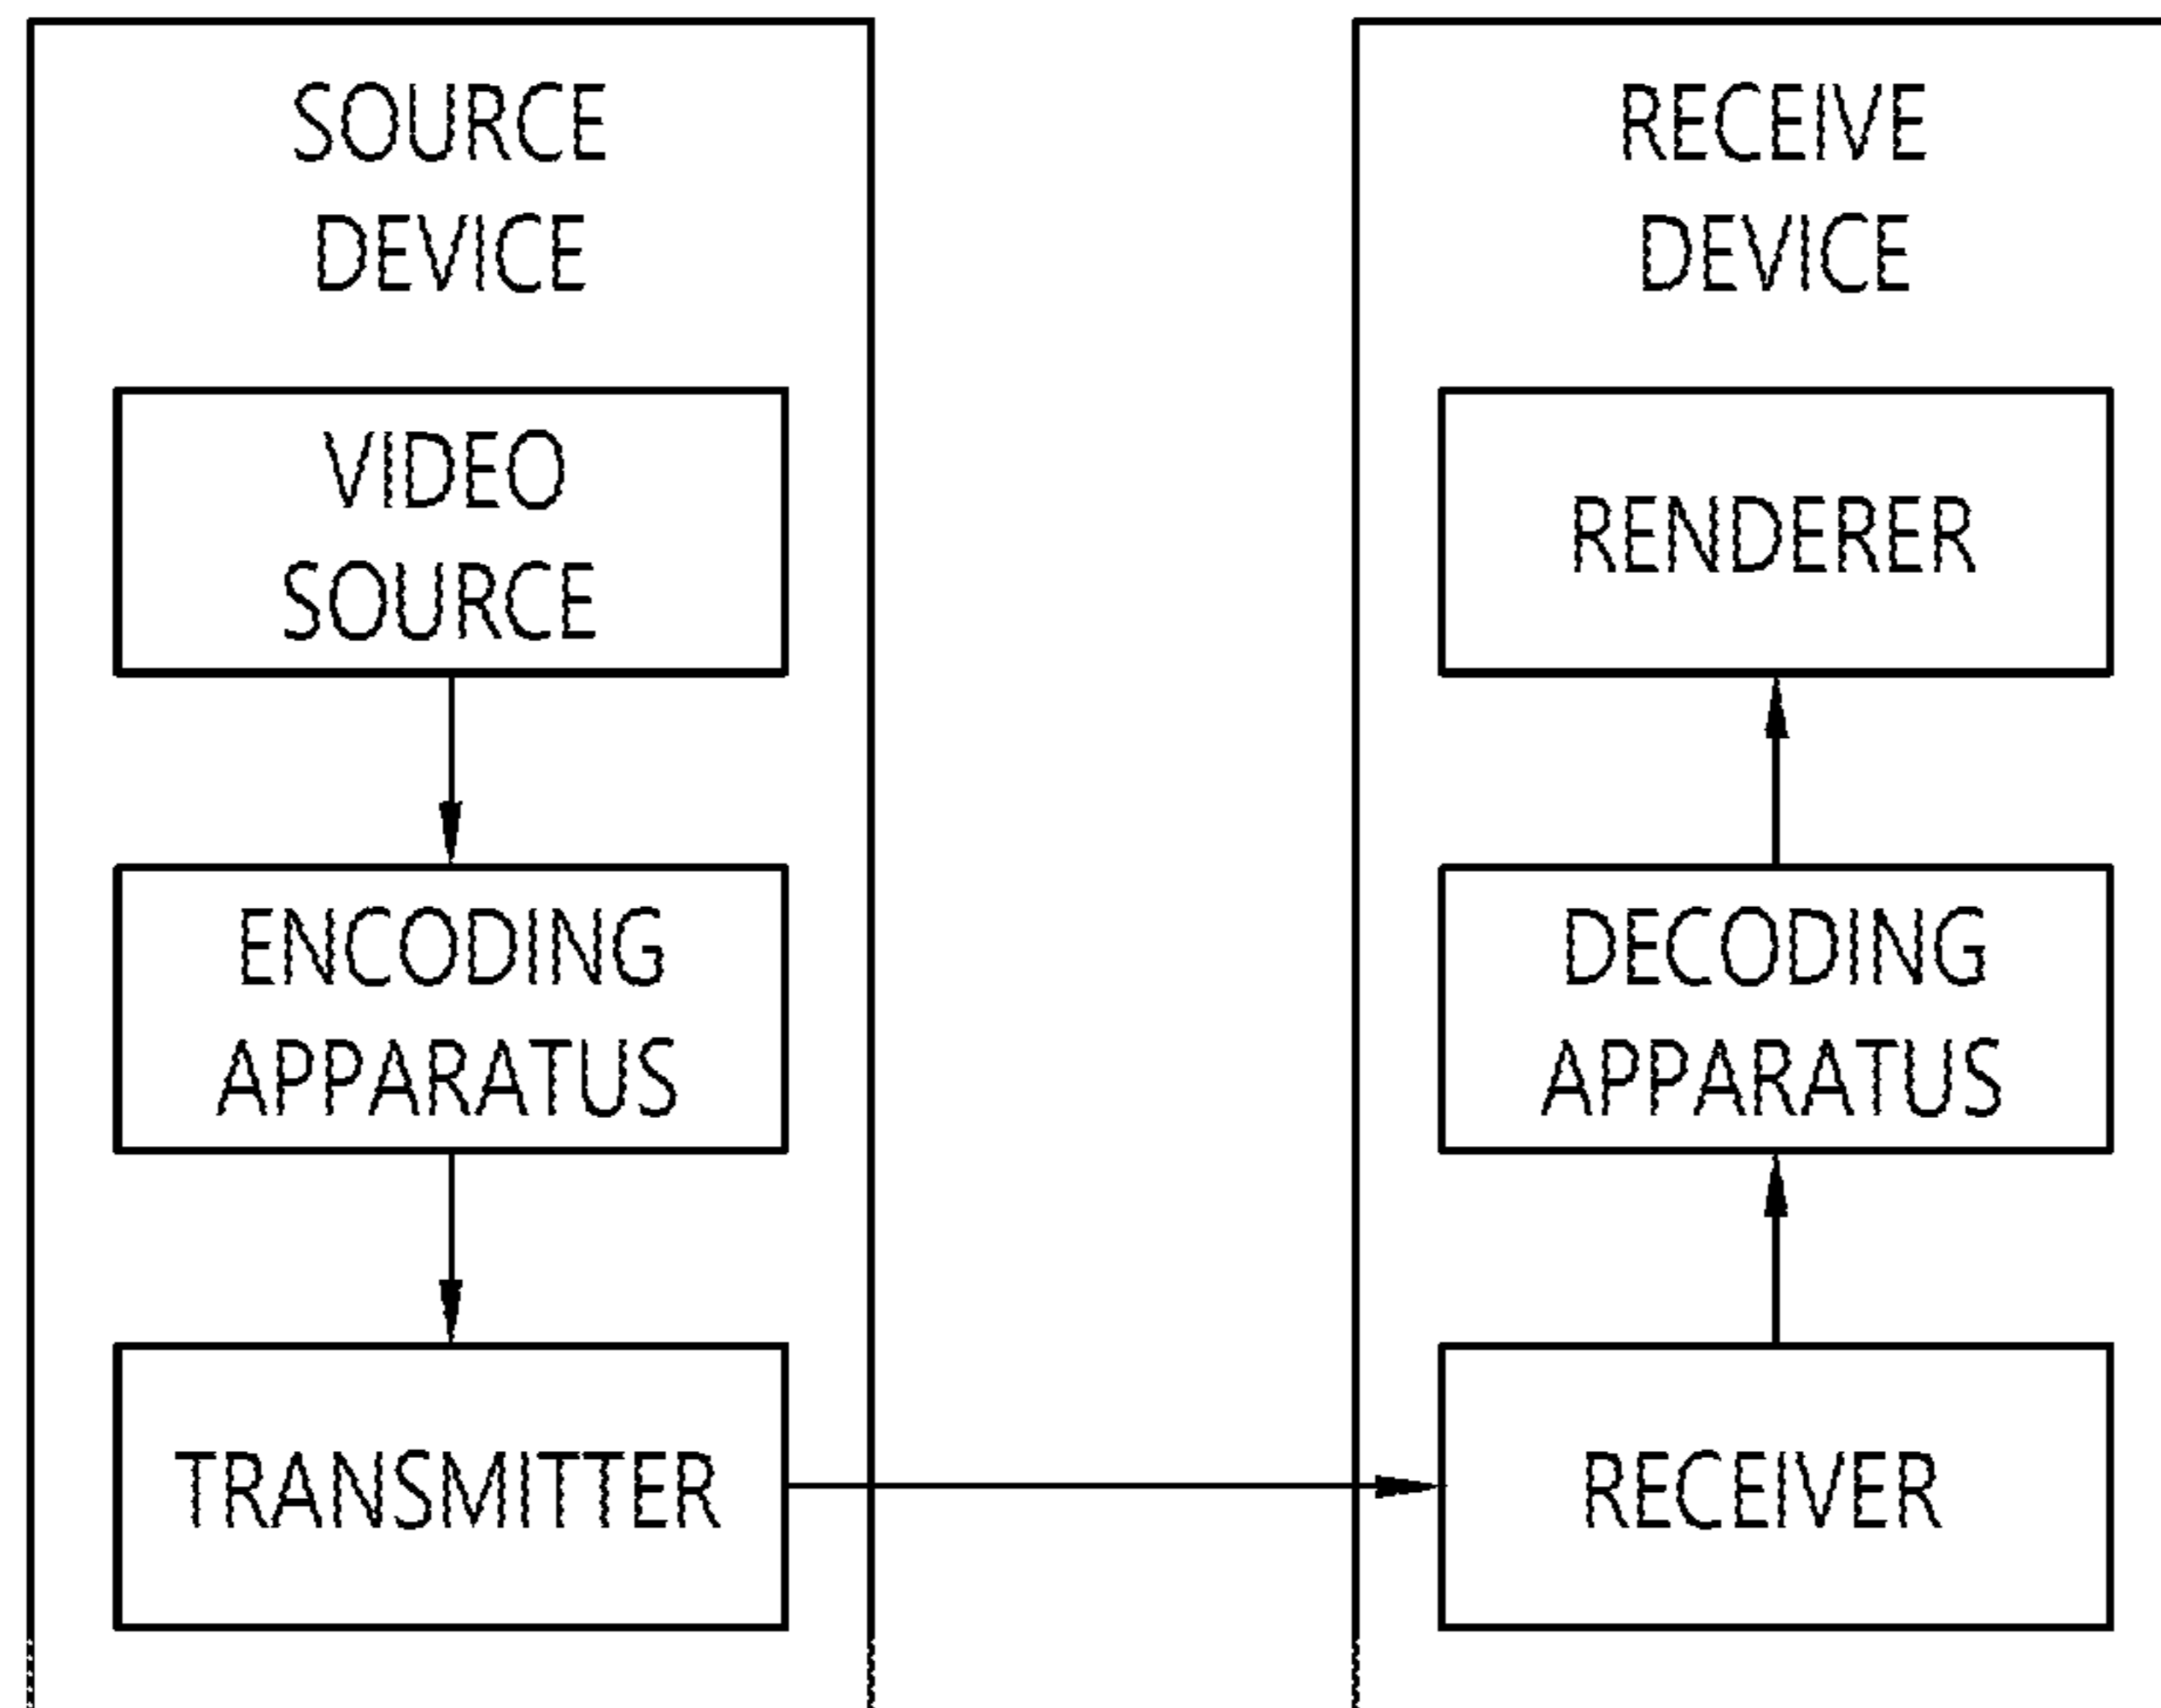 SOURCE
DEVICE
VIDEO
SOURCE
ENCODING
APPARATUS
TRANSMITTER
RECEIVE
DEVICE
RENDERER
DECODING
APPARATUS
RECEIVER